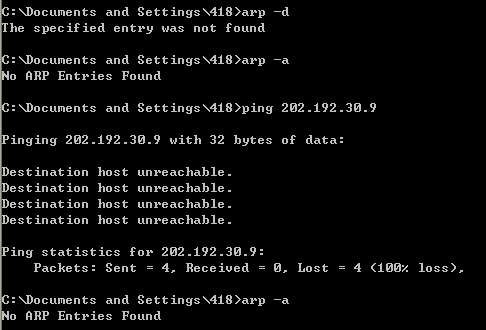 C:\Documents and Settings\418>arp -d
The specified entry was not found
C:\Documents and Settings\418>arp -a
No ARP Entries Found
C:\Documents and Settings\418>ping 202.192.30.9
Pinging 202.192.30.9 with 32 bytes of data:
Destination host unreachable.
Destination host unreachable.
Destination host unreachable.
Destination host unreachable.
Ping statistics for 202.192.30.9:
    Packets: Sent = 4, Received = 0, Lost = 4 (100% loss),
C:\Documents and Settings\418>arp -a
No ARP Entries Found